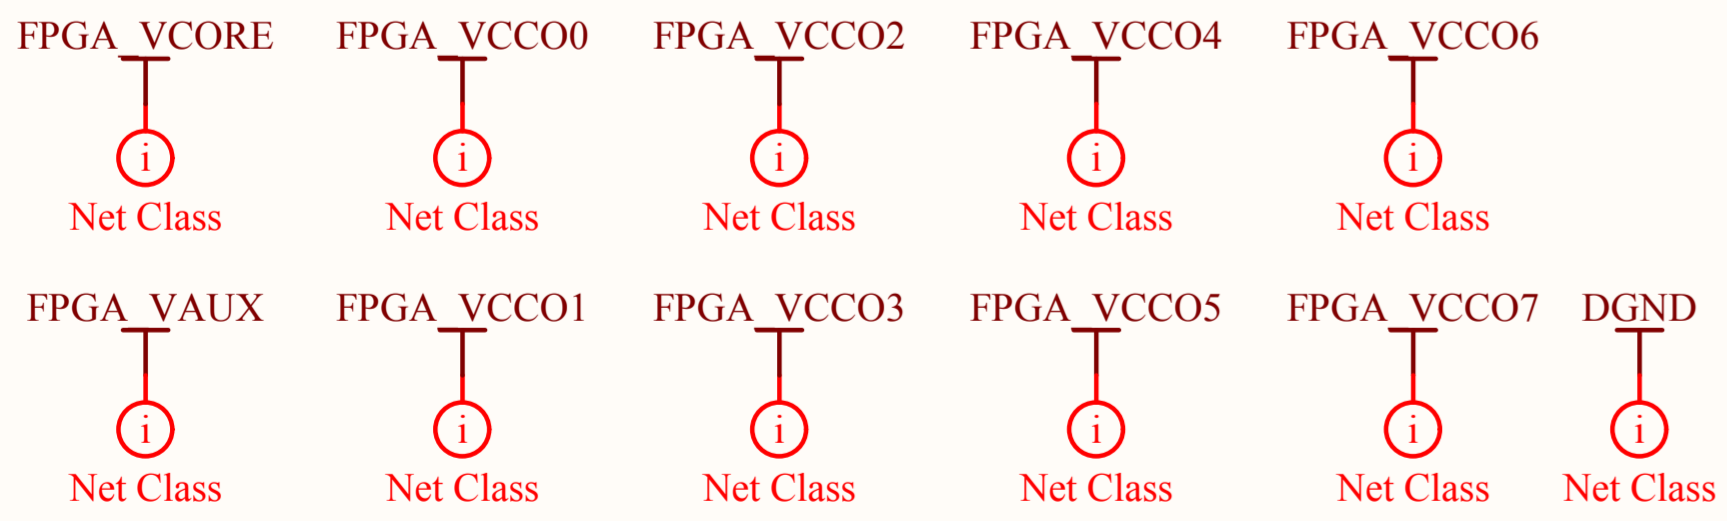 FPGA_VCORE FPGA_VCCO0 FPGA_VCCO2 FPGA_VCCO4 FPGA_VCCO6
i i i i i
Net Class Net Class Net Class Net Class Net Class
FPGA_VAUX FPGA_VCCO1 FPGA_VCCO3 FPGA_VCCO5 FPGA_VCCO7 DGND
i i i i i i
Net Class Net Class Net Class Net Class Net Class Net Class